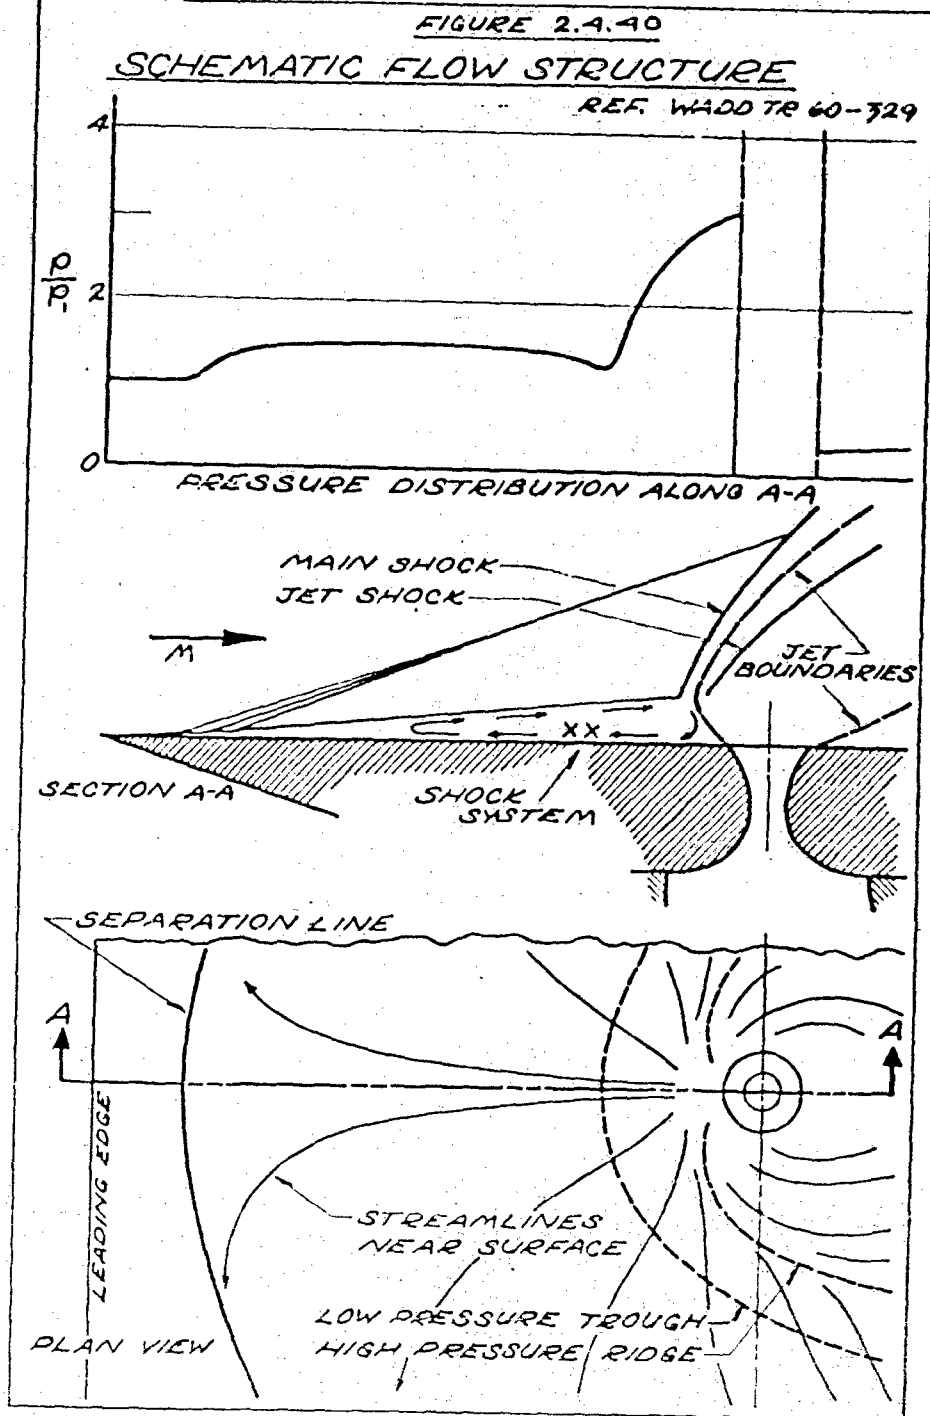 FIGURE 2.4.40
SCHEMATIC FLOW STRUCTURE
REF. WADD TR 60-329
4
P
P1
2
0
PRESSURE DISTRIBUTION ALONG A-A
MAIN SHOCK
JET SHOCK
M
JET
BOUNDARIES
XX
SECTION A-A
SHOCK
SYSTEM
SEPARATION LINE
A
A
LEADING EDGE
STREAMLINES
NEAR SURFACE
LOW PRESSURE TROUGH
HIGH PRESSURE RIDGE
PLAN VIEW